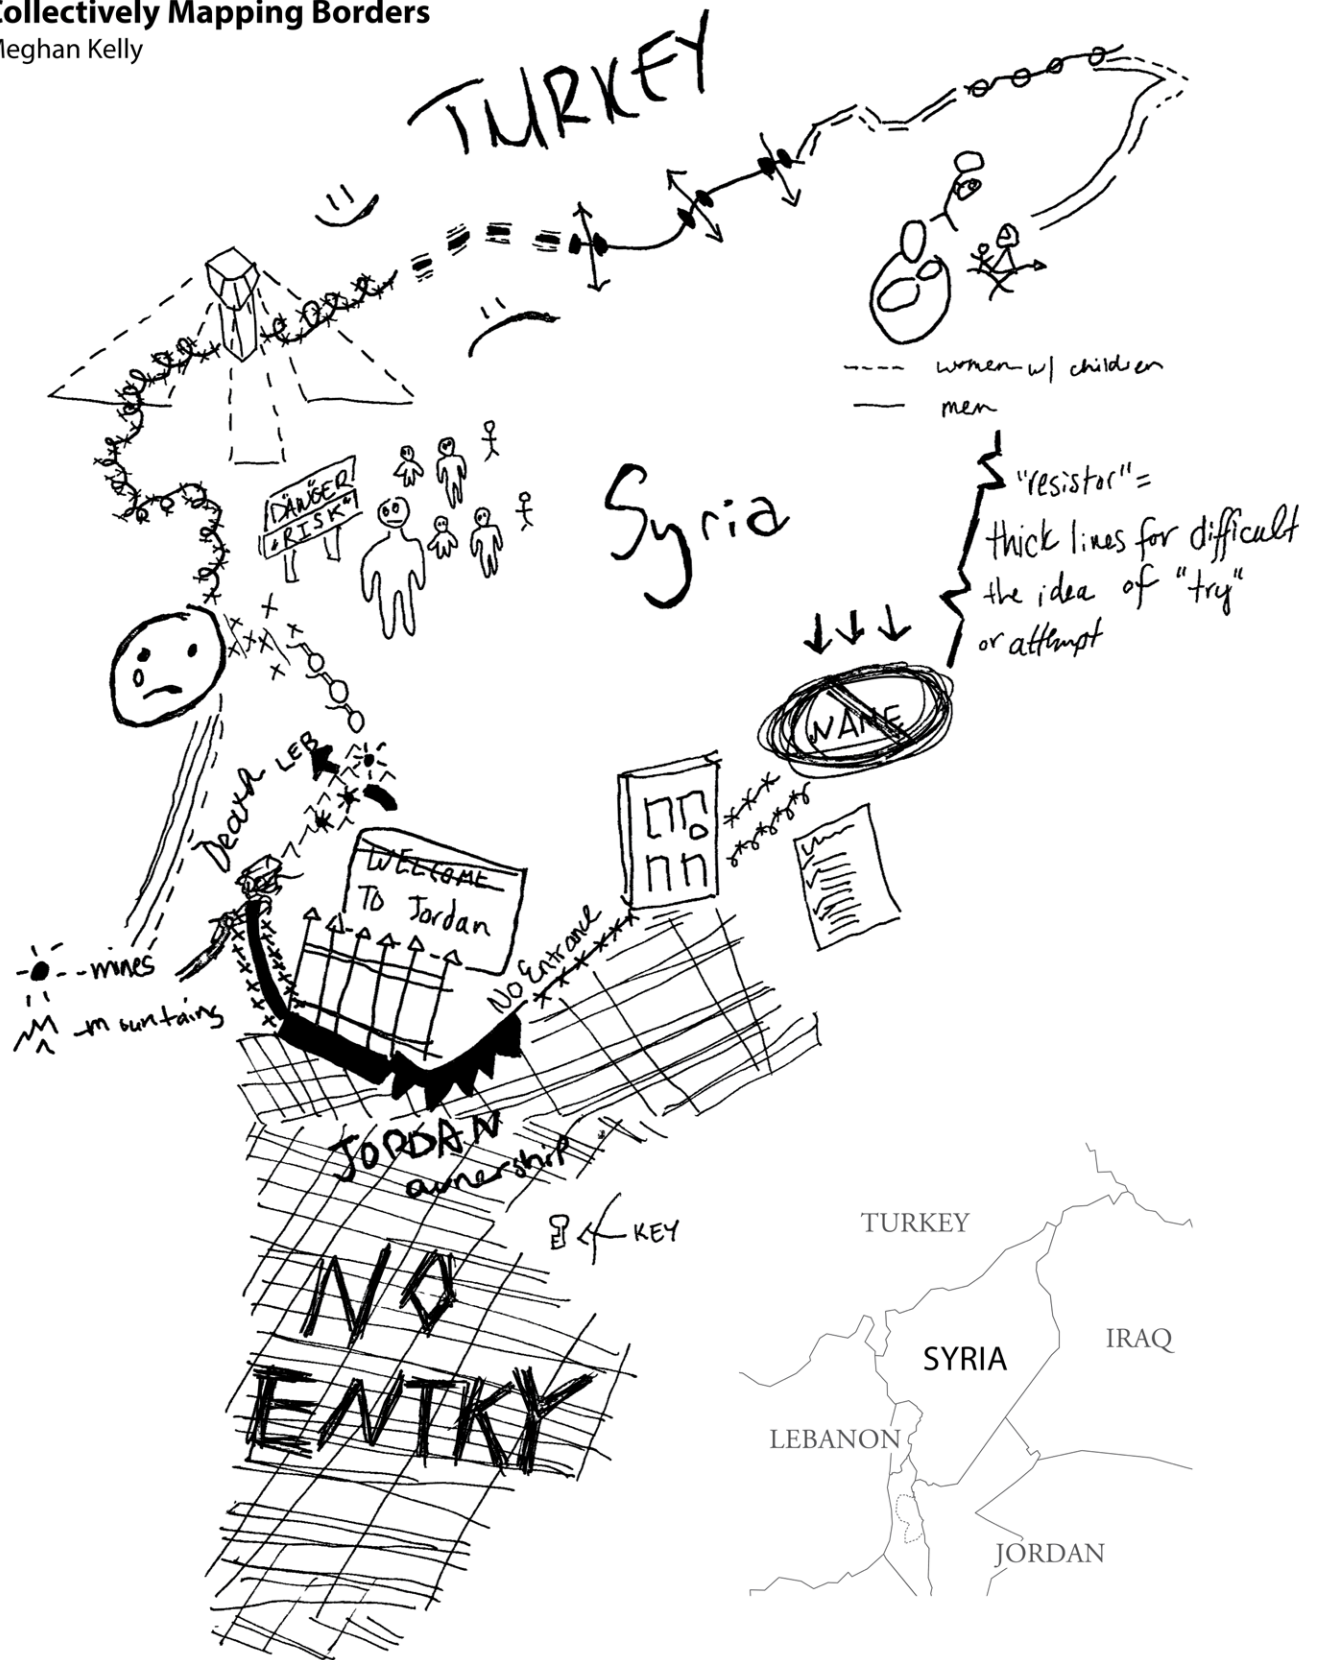 Collectively Mapping Borders
Meghan Kelly
TURKEY
---- women w/ children
— men
"resistor"=
thick lines for difficult
the idea of "try"
or attempt
DANGER
RISK
Syria
NAME
LEB
Death
WELCOME
TO Jordan
No Entrance
--mines
-mountains
JORDAN
ownership
KEY
NO
ENTRY
TURKEY
IRAQ
SYRIA
LEBANON
JORDAN